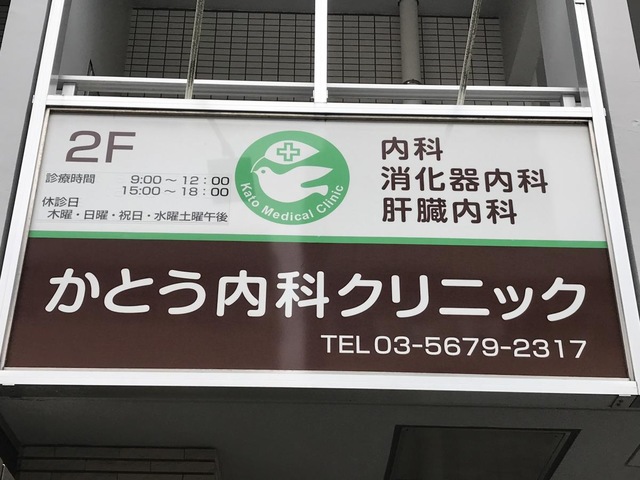 2F
診療時間 9:00～12：00
15:00～18：00
休診日
木曜・日曜・祝日・水曜土曜午後
Kato Medical Clinic
内科
消化器内科
肝臓内科
かとう内科クリニック
TEL 03-5679-2317